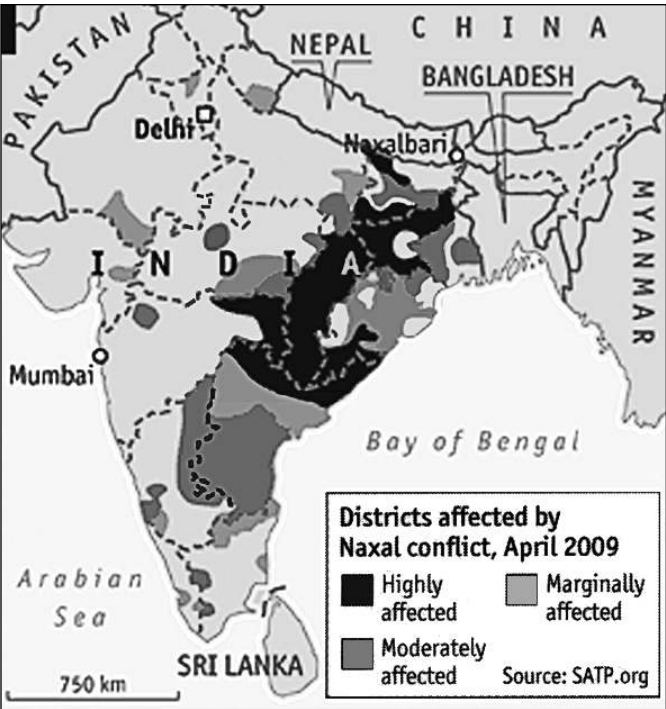 CHINA
PAKISTAN
NEPAL
BANGLADESH
Delhi
Naxalbari
MYANMAR
INDIA
Mumbai
Bay of Bengal
Arabian
Sea
SRI LANKA
750 km
Districts affected by
Naxal conflict, April 2009
Highly
affected
Marginally
affected
Moderately
affected
Source: SATP.org